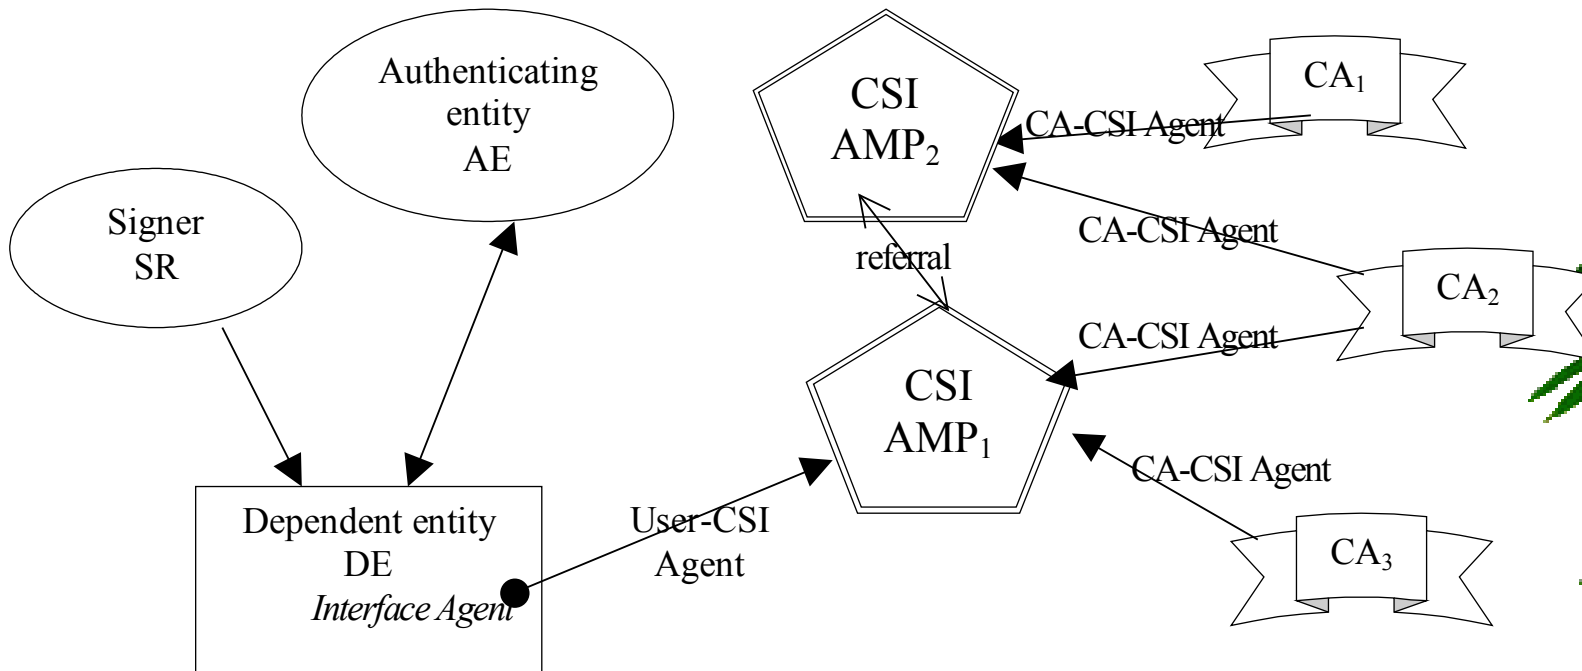 Authenticating
entity
AE
Signer
SR
CSI
AMP2
CA-CSI Agent
CA1
CA-CSI Agent
referral
CA2
CA-CSI Agent
CSI
AMP1
CA-CSI Agent
CA3
User-CSI
Agent
Dependent entity
DE
Interface Agent